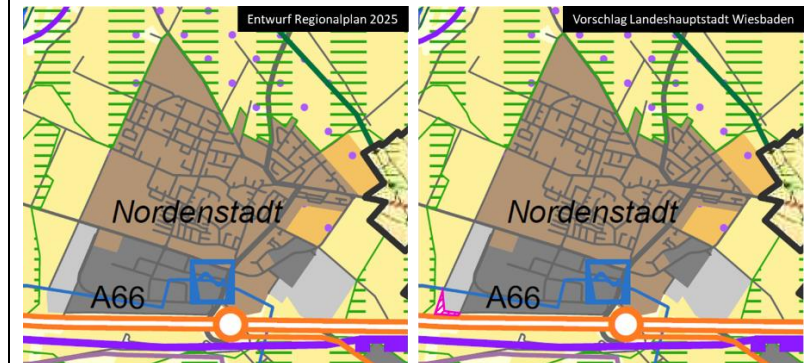 Entwurf Regionalplan 2025
Nordenstadt
A66
Vorschlag Landeshauptstadt Wiesbaden
Nordenstadt
A66